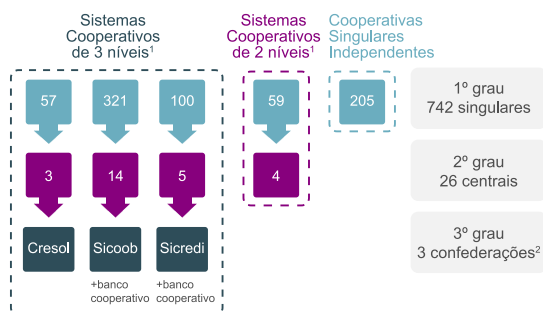 Sistemas
Cooperativos
de 3 níveis¹
Sistemas
Cooperativos
de 2 níveis¹
Cooperativas
Singulares
Independentes
57
321
100
59
205
1º grau
742 singulares
3
14
5
4
2º grau
26 centrais
Cresol
Sicoob
Sicredi
3º grau
3 confederações²
+banco
cooperativo
+banco
cooperativo